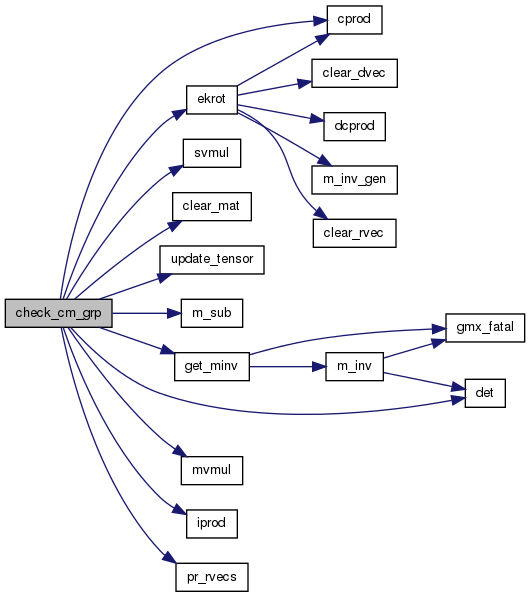 cprod
clear_dvec
ekrot
dcprod
svmul
m_inv_gen
clear_mat
clear_rvec
update_tensor
check_cm_grp
m_sub
gmx_fatal
get_minv
m_inv
det
mvmul
iprod
pr_rvecs